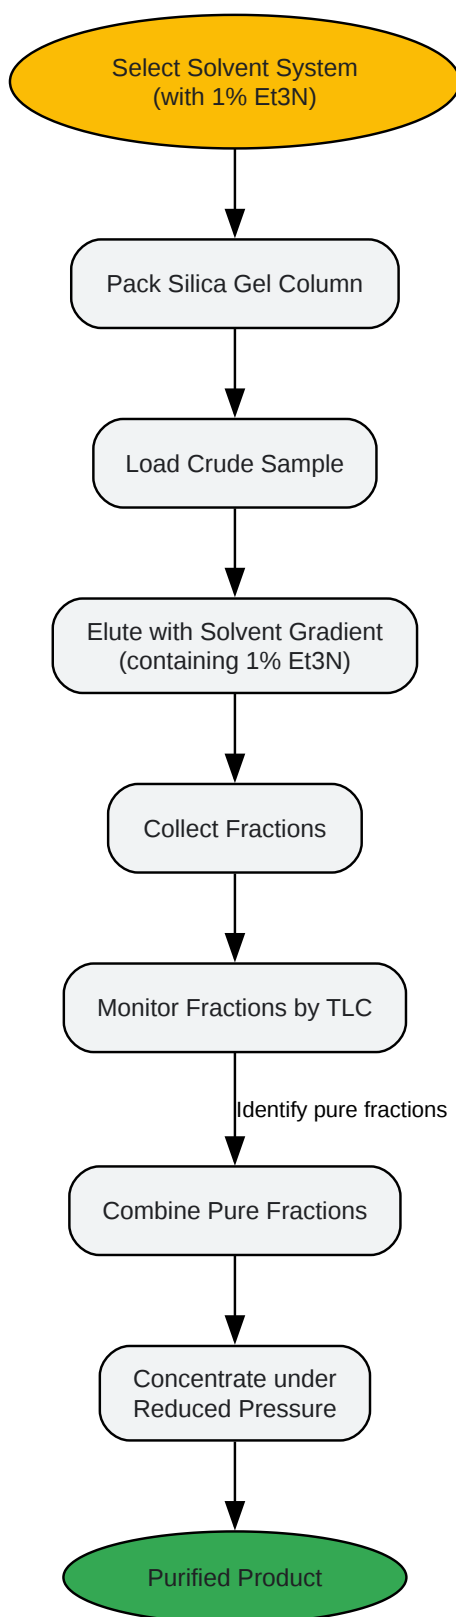 Select Solvent System
(with 1% Et3N)
Pack Silica Gel Column
Load Crude Sample
Elute with Solvent Gradient
(containing 1% Et3N)
Collect Fractions
Monitor Fractions by TLC
Identify pure fractions
Combine Pure Fractions
Concentrate under
Reduced Pressure
Purified Product